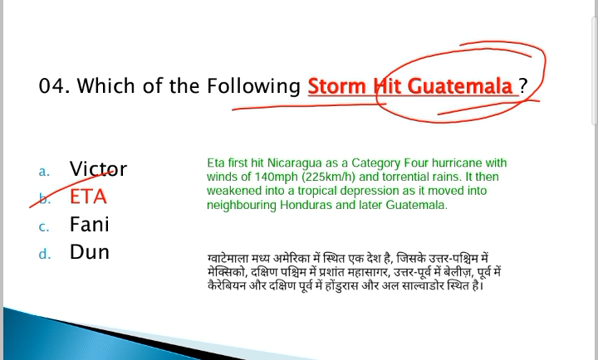 04. Which of the Following Storm Hit Guatemala ?
a. Victor
b. ETA
c. Fani
d. Dun
Eta first hit Nicaragua as a Category Four hurricane with
winds of 140mph (225km/h) and torrential rains. It then
weakened into a tropical depression as it moved into
neighbouring Honduras and later Guatemala.
ग्वाटेमाला मध्य अमेरिका में स्थित एक देश है, जिसके उत्तर-पश्चिम में
मेक्सिको, दक्षिण पश्चिम में प्रशांत महासागर, उत्तर-पूर्व में बेलीज़, पूर्व में
कैरेबियन और दक्षिण पूर्व में होंडुरास और अल साल्वाडोर स्थित है।